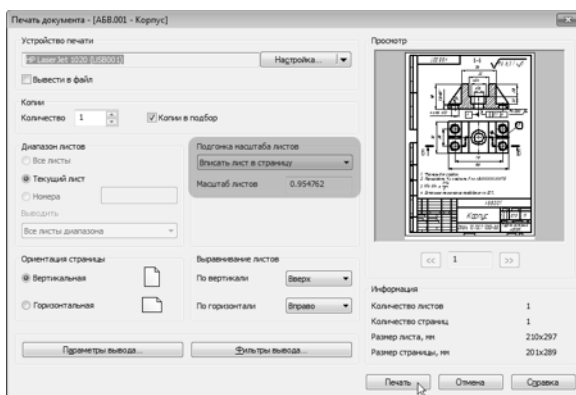 Печать документа - [АБВ.001 - Корпус]
Устройство печати
HP LaserJet 1020 (USB001)
Настройка...
Вывести в файл
Копии
Количество 1
Копии в подбор
Диапазон листов
Все листы
Текущий лист
Номера
Выводить
Все листы диапазона
Подгонка масштаба листов
Вписать лист в страницу
Масштаб листов 0.954762
Ориентация страницы
Вертикальная
Горизонтальная
Выравнивание листов
По вертикали Вверх
По горизонтали Вправо
Параметры вывода...
Фильтры вывода...
Просмотр
Корпус
<< 1 >>
Информация
Количество листов 1
Количество страниц 1
Размер листа, мм 210x297
Размер страницы, мм 201x289
Печать
Отмена
Справка